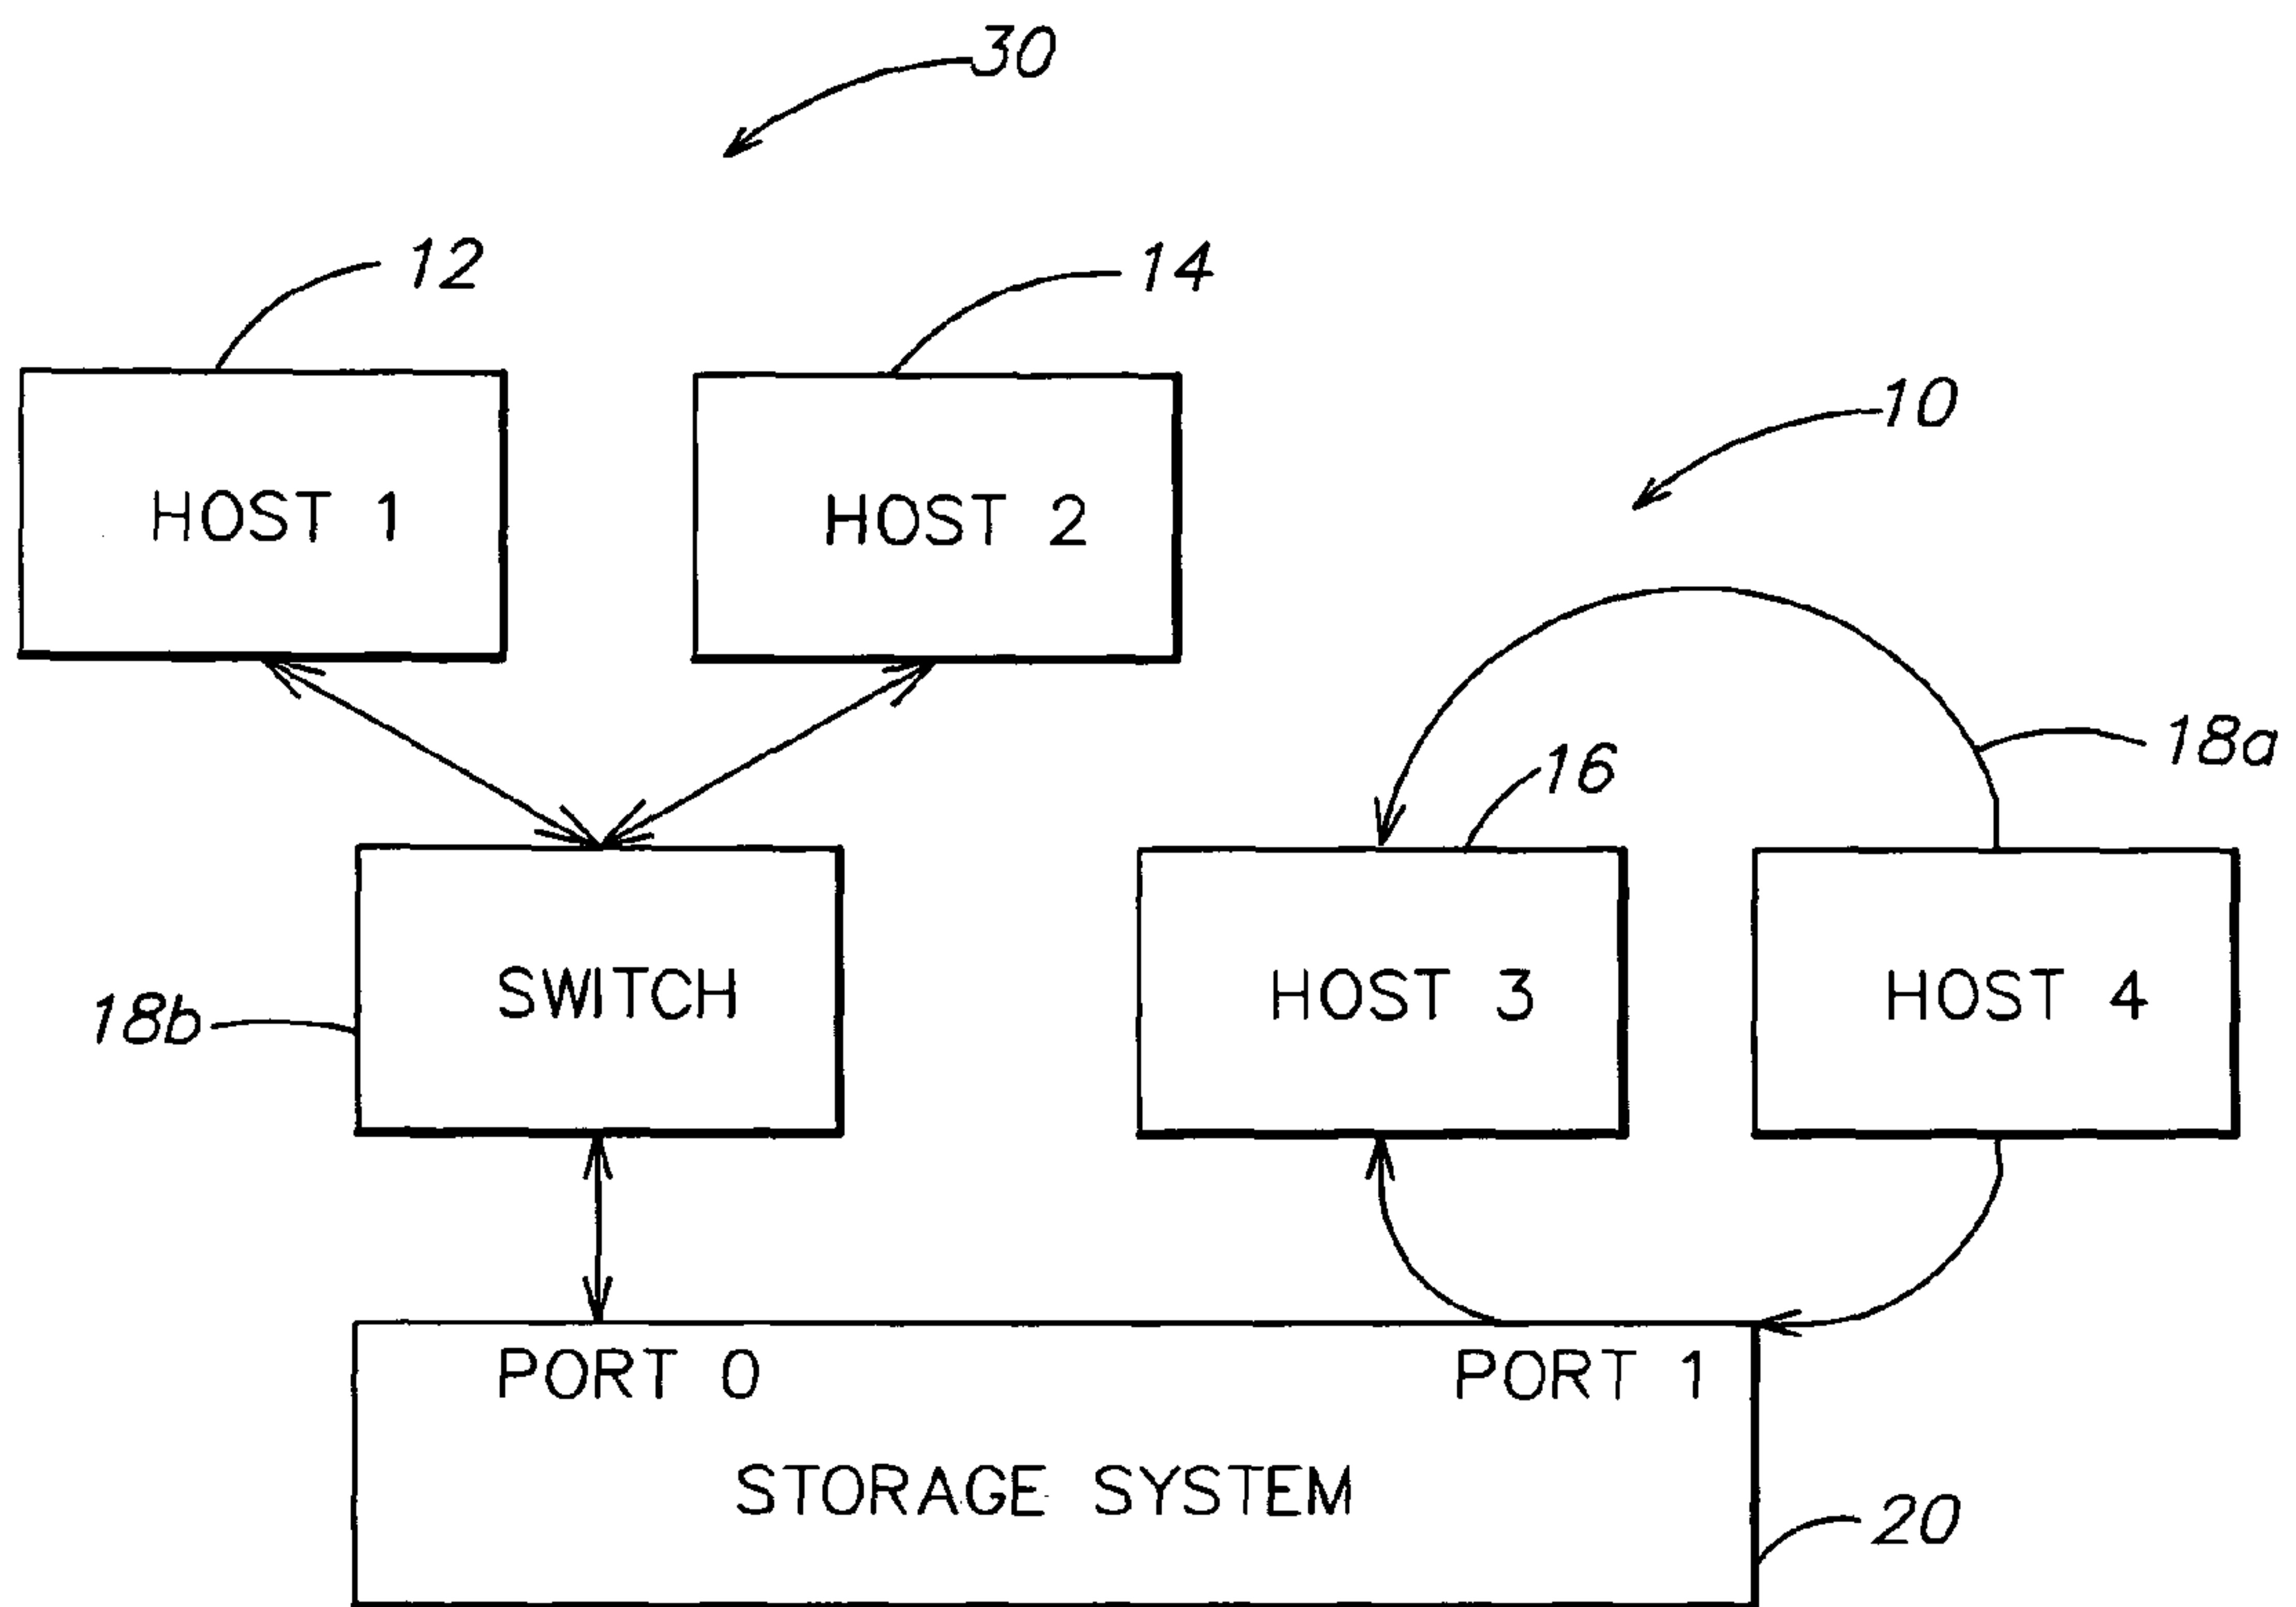 30
12
14
10
HOST 1
HOST 2
18a
16
SWITCH
HOST 3
HOST 4
18b
PORT 0
PORT 1
STORAGE SYSTEM
20